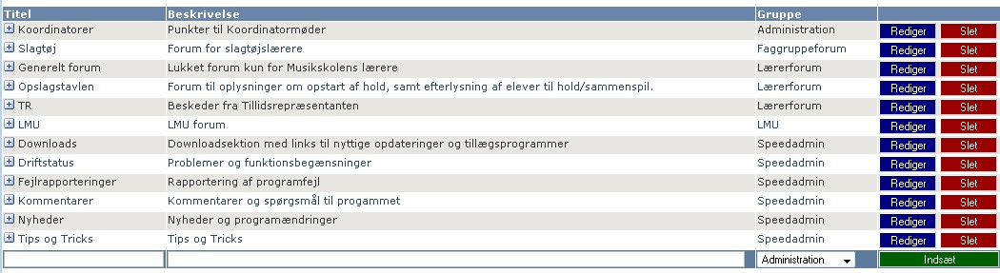 Titel Beskrivelse Gruppe
Koordinatorer Punkter til Koordinatormøder Administration Rediger Slet
Slagtøj Forum for slagtøjslærere Faggruppeforum Rediger Slet
Generelt forum Lukket forum kun for Musikskolens lærere Lærerforum Rediger Slet
Opslagstavlen Forum til oplysninger om opstart af hold, samt efterlysning af elever til hold/sammenspil. Lærerforum Rediger Slet
TR Beskeder fra Tillidsrepræsentanten Lærerforum Rediger Slet
LMU LMU forum LMU Rediger Slet
Downloads Downloadsektion med links til nyttige opdateringer og tillægsprogrammer Speedadmin Rediger Slet
Driftstatus Problemer og funktionsbegænsninger Speedadmin Rediger Slet
Fejlrapporteringer Rapportering af programfejl Speedadmin Rediger Slet
Kommentarer Kommentarer og spørgsmål til progammet Speedadmin Rediger Slet
Nyheder Nyheder og programændringer Speedadmin Rediger Slet
Tips og Tricks Tips og Tricks Speedadmin Rediger Slet
Administration Indsæt